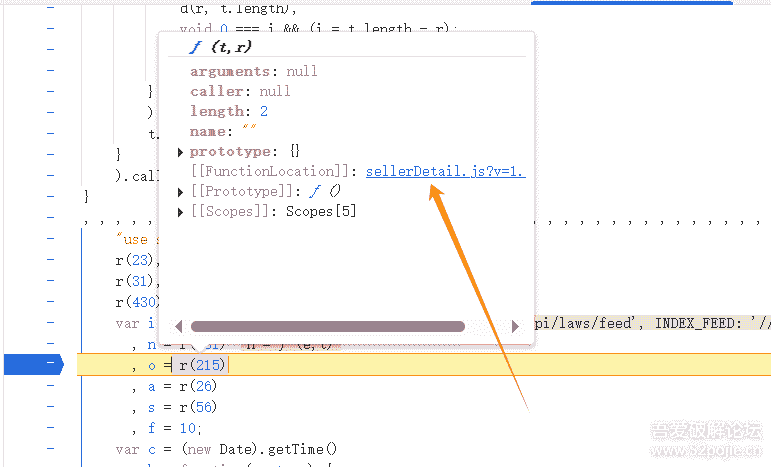 d(r, t.length),
void 0 === i && (i = t.length - r);
ƒ (t,r)
arguments: null
caller: null
length: 2
name: ""
}
prototype: {}
)
[[FunctionLocation]]: sellerDetail.js?v=1.
t.
[[Prototype]]: ƒ ()
}
).call
[[Scopes]]: Scopes[5]
}
, , , , , , , , , , , , , , , , , , , , , , , , , , , ,
"use s
r(23),
r(31),
r(430)
var i
pi/laws/feed', INDEX_FEED: '//
, n =
, o = r(215)
, a = r(26)
, s = r(56)
, f = 10;
var c = (new Date).getTime()
吾爱破解论坛
www.52pojie.cn